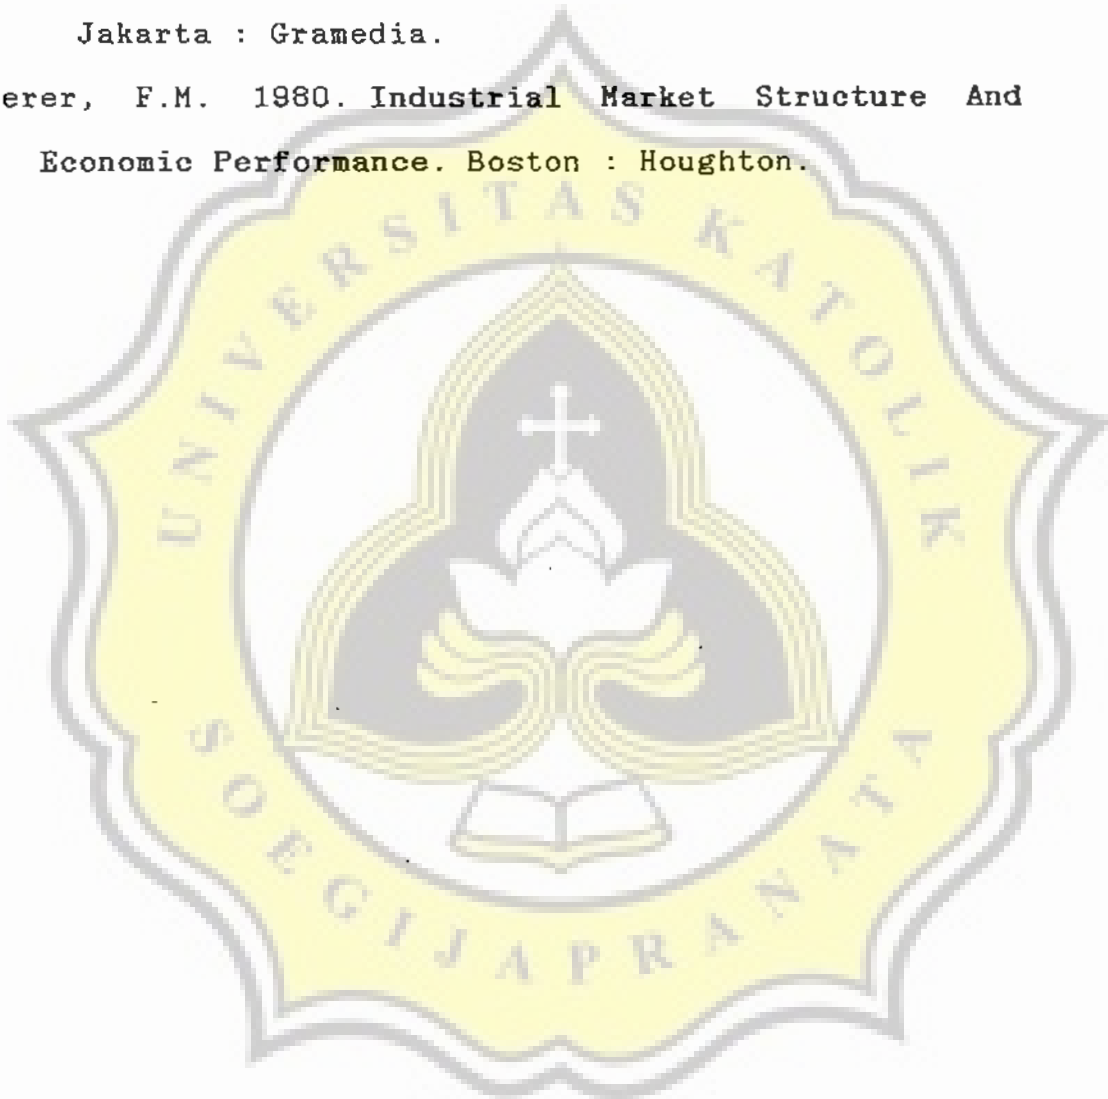 Jakarta : Gramedia.
erer, F.M. 1980. Industrial Market Structure And
Economic Performance. Boston : Houghton.
UNIVERSITAS KATOLIK
SOEGIJAPRANATA